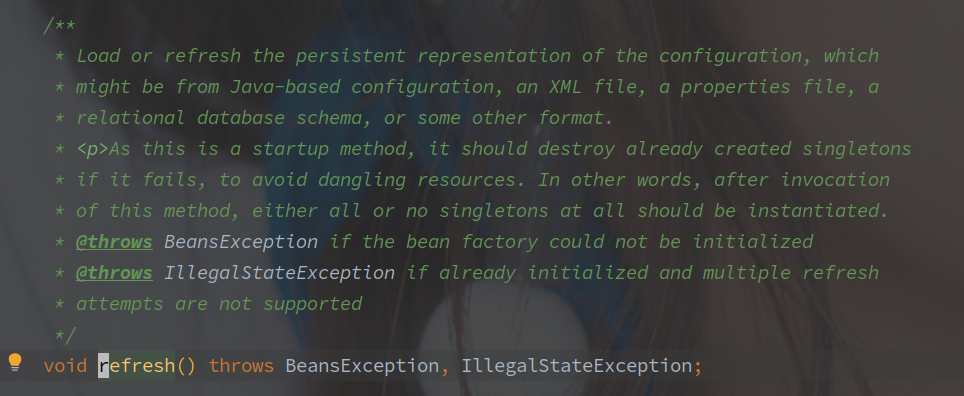 /**
* Load or refresh the persistent representation of the configuration, which
* might be from Java-based configuration, an XML file, a properties file, a
* relational database schema, or some other format.
* <p>As this is a startup method, it should destroy already created singletons
* if it fails, to avoid dangling resources. In other words, after invocation
* of this method, either all or no singletons at all should be instantiated.
* @throws BeansException if the bean factory could not be initialized
* @throws IllegalStateException if already initialized and multiple refresh
* attempts are not supported
*/
void refresh() throws BeansException, IllegalStateException;